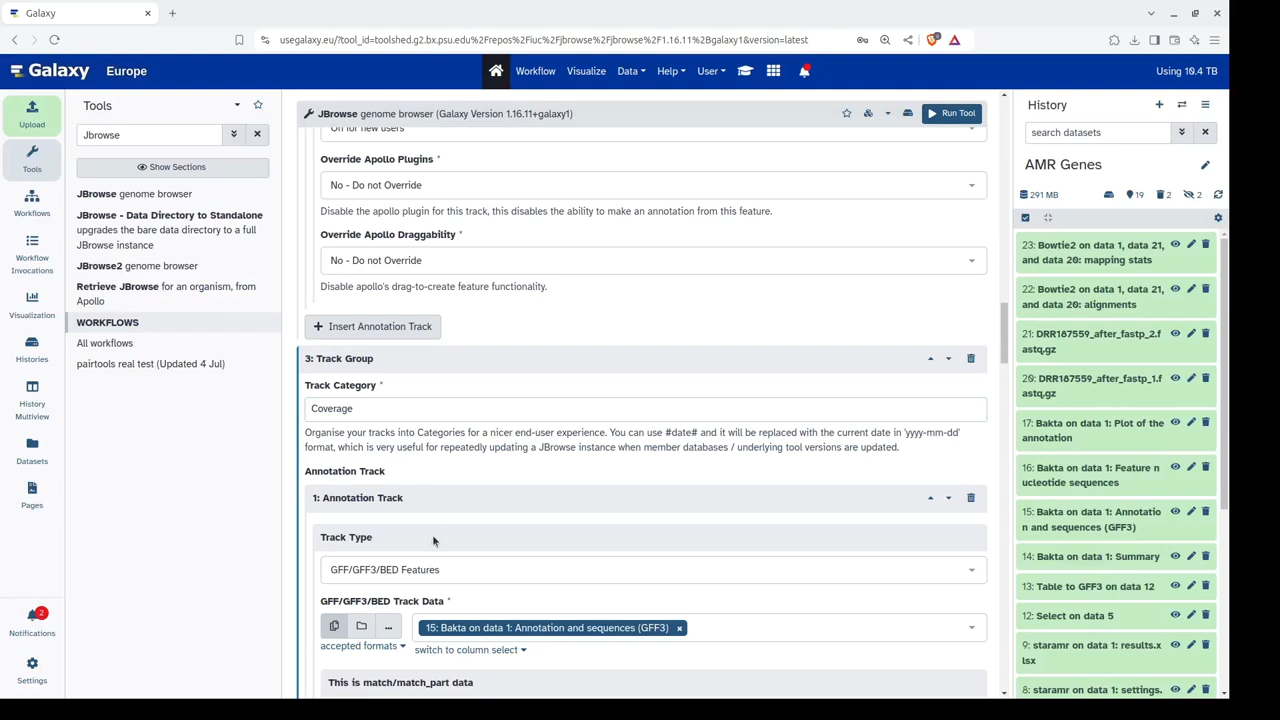 Galaxy
usegalaxy.eu/?tool_id=toolshed.g2.bx.psu.edu%2Frepos%2Fiuc%2Fjbrowse%2Fjbrowse%2F1.16.11%2Bgalaxy1&version=latest
Galaxy Europe
Workflow Visualize Data Help User Using 10.4 TB
Upload
Tools
Workflows
Workflow
Invocations
Visualization
Histories
History
Multiview
Datasets
Pages
2
Notifications
Settings
Tools
Jbrowse
Show Sections
JBrowse genome browser
JBrowse - Data Directory to Standalone
upgrades the bare data directory to a full
JBrowse instance
JBrowse2 genome browser
Retrieve JBrowse for an organism, from
Apollo
WORKFLOWS
All workflows
pairtools real test (Updated 4 Jul)
JBrowse genome browser (Galaxy Version 1.16.11+galaxy1)
Run Tool
On for new users
Override Apollo Plugins *
No - Do not Override
Disable the apollo plugin for this track, this disables the ability to make an annotation from this feature.
Override Apollo Draggability *
No - Do not Override
Disable apollo's drag-to-create feature functionality.
+ Insert Annotation Track
3: Track Group
Track Category *
Coverage
Organise your tracks into Categories for a nicer end-user experience. You can use #date# and it will be replaced with the current date in 'yyyy-mm-dd'
format, which is very useful for repeatedly updating a JBrowse instance when member databases / underlying tool versions are updated.
Annotation Track
1: Annotation Track
Track Type
GFF/GFF3/BED Features
GFF/GFF3/BED Track Data *
... 15: Bakta on data 1: Annotation and sequences (GFF3) ×
accepted formats switch to column select
This is match/match_part data
History
search datasets
AMR Genes
291 MB 19 2 2
23: Bowtie2 on data 1, data 21,
and data 20: mapping stats
22: Bowtie2 on data 1, data 21,
and data 20: alignments
21: DRR187559_after_fastp_2.f
astq.gz
20: DRR187559_after_fastp_1.f
astq.gz
17: Bakta on data 1: Plot of the
annotation
16: Bakta on data 1: Feature n
ucleotide sequences
15: Bakta on data 1: Annotatio
n and sequences (GFF3)
14: Bakta on data 1: Summary
13: Table to GFF3 on data 12
12: Select on data 5
9: staramr on data 1: results.x
lsx
8: staramr on data 1: settings.